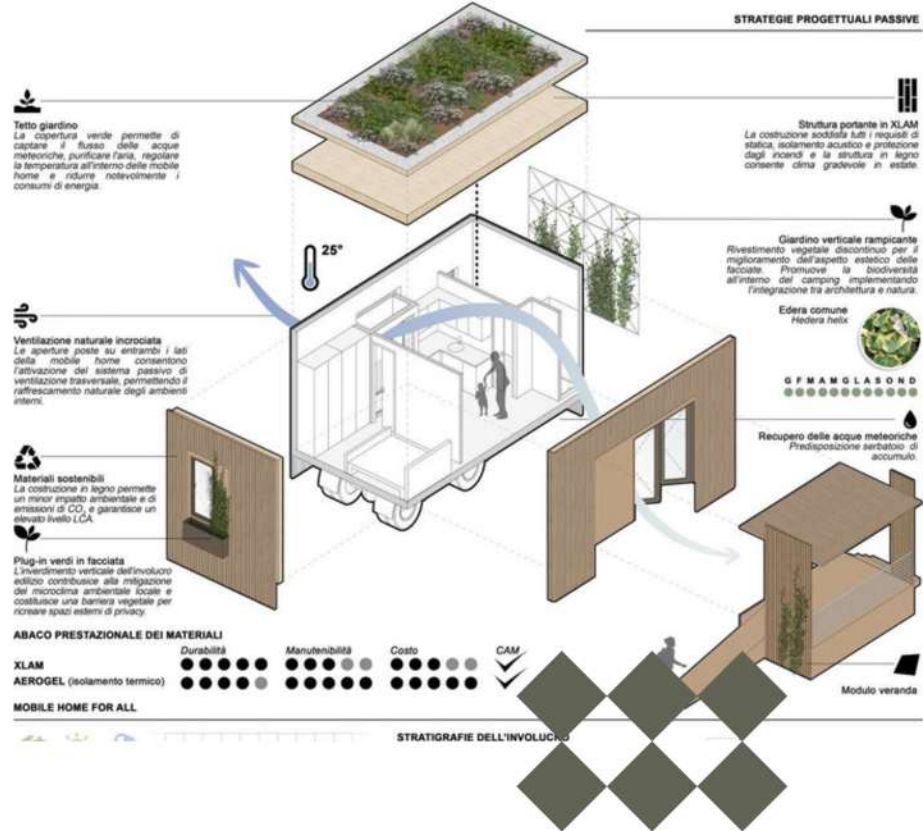 STRATEGIE PROGETTUALI PASSIVE
Tetto giardino
La copertura verde permette di
captare il flusso delle acque
meteoriche, purificare l'aria, regolare
la temperatura all'interno delle mobile
home e ridurre notevolmente i
consumi di energia.
Struttura portante in XLAM
La costruzione soddisfa tutti i requisiti di
statica, isolamento acustico e protezione
dagli incendi e la struttura in legno
consente clima gradevole in estate.
25°
Giardino verticale rampicante
Rivestimento vegetale discontinuo per il
miglioramento dell'aspetto estetico delle
facciate. Promuove la biodiversità
all'interno del camping implementando
l'integrazione tra architettura e natura.
Edera comune
Hedera helix
G F M A M G L A S O N D
Ventilazione naturale incrociata
Le aperture poste su entrambi i lati
della mobile home consentono
l'attivazione del sistema passivo di
ventilazione trasversale, permettendo il
raffrescamento naturale degli ambienti
interni.
Recupero delle acque meteoriche
Predisposizione serbatoio di
accumulo.
Materiali sostenibili
La costruzione in legno permette
un minor impatto ambientale e di
emissioni di CO₂ e garantisce un
elevato livello LCA.
Plug-in verdi in facciata
L'inverdimento verticale dell'involucro
edilizio contribuisce alla mitigazione
del microclima ambientale locale e
costituisce una barriera vegetale per
ricreare spazi esterni di privacy.
Modulo veranda
ABACO PRESTAZIONALE DEI MATERIALI
Durabilità Manutenibilità Costo CAM
XLAM
AEROGEL (isolamento termico)
MOBILE HOME FOR ALL
STRATIGRAFIE DELL'INVOLUCRO